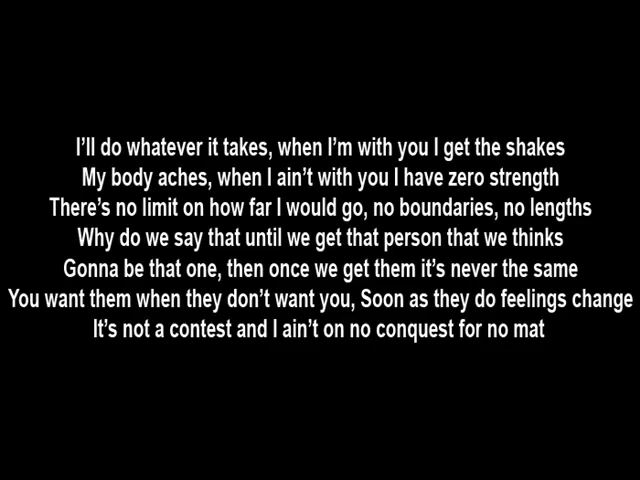 I’ll do whatever it takes, when I’m with you I get the shakes
My body aches, when I ain’t with you I have zero strength
There’s no limit on how far I would go, no boundaries, no lengths
Why do we say that until we get that person that we thinks
Gonna be that one, then once we get them it’s never the same
You want them when they don’t want you, Soon as they do feelings change
It’s not a contest and I ain’t on no conquest for no mat